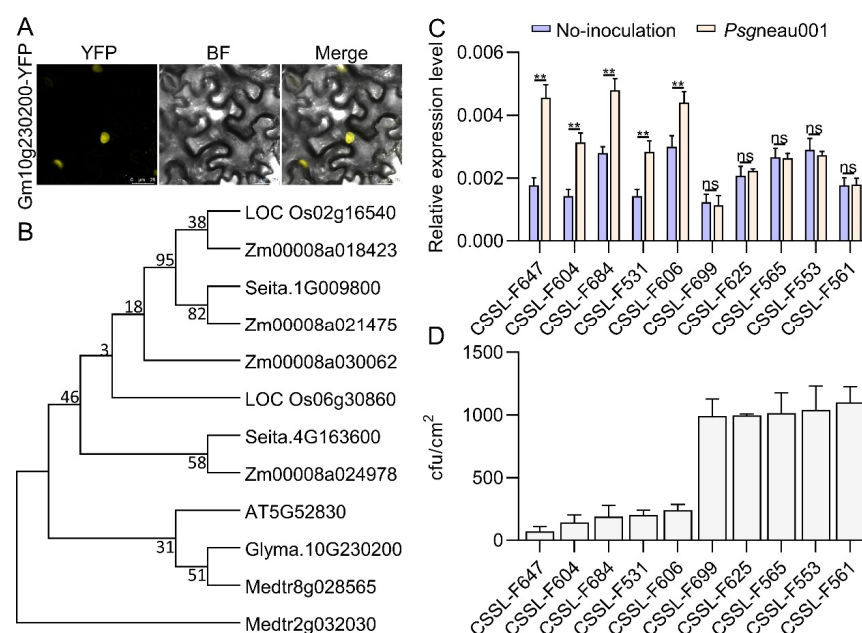 A
YFP
BF
Merge
Gm10g230200-YFP
B
LOC Os02g16540
Zm00008a018423
Seita.1G009800
Zm00008a021475
Zm00008a030062
LOC Os06g30860
Seita.4G163600
Zm00008a024978
AT5G52830
Glyma.10G230200
Medtr8g028565
Medtr2g032030
38
95
82
18
3
46
58
31
51
C
No-inoculation
Psgneau001
Relative expression level
0.006
0.004
0.002
0.000
**
**
**
**
**
ns
ns
ns
ns
ns
CSSL-F647
CSSL-F604
CSSL-F684
CSSL-F531
CSSL-F606
CSSL-F699
CSSL-F625
CSSL-F565
CSSL-F553
CSSL-F561
D
cfu/cm²
1500
1000
500
0
CSSL-F647
CSSL-F604
CSSL-F684
CSSL-F531
CSSL-F606
CSSL-F699
CSSL-F625
CSSL-F565
CSSL-F553
CSSL-F561